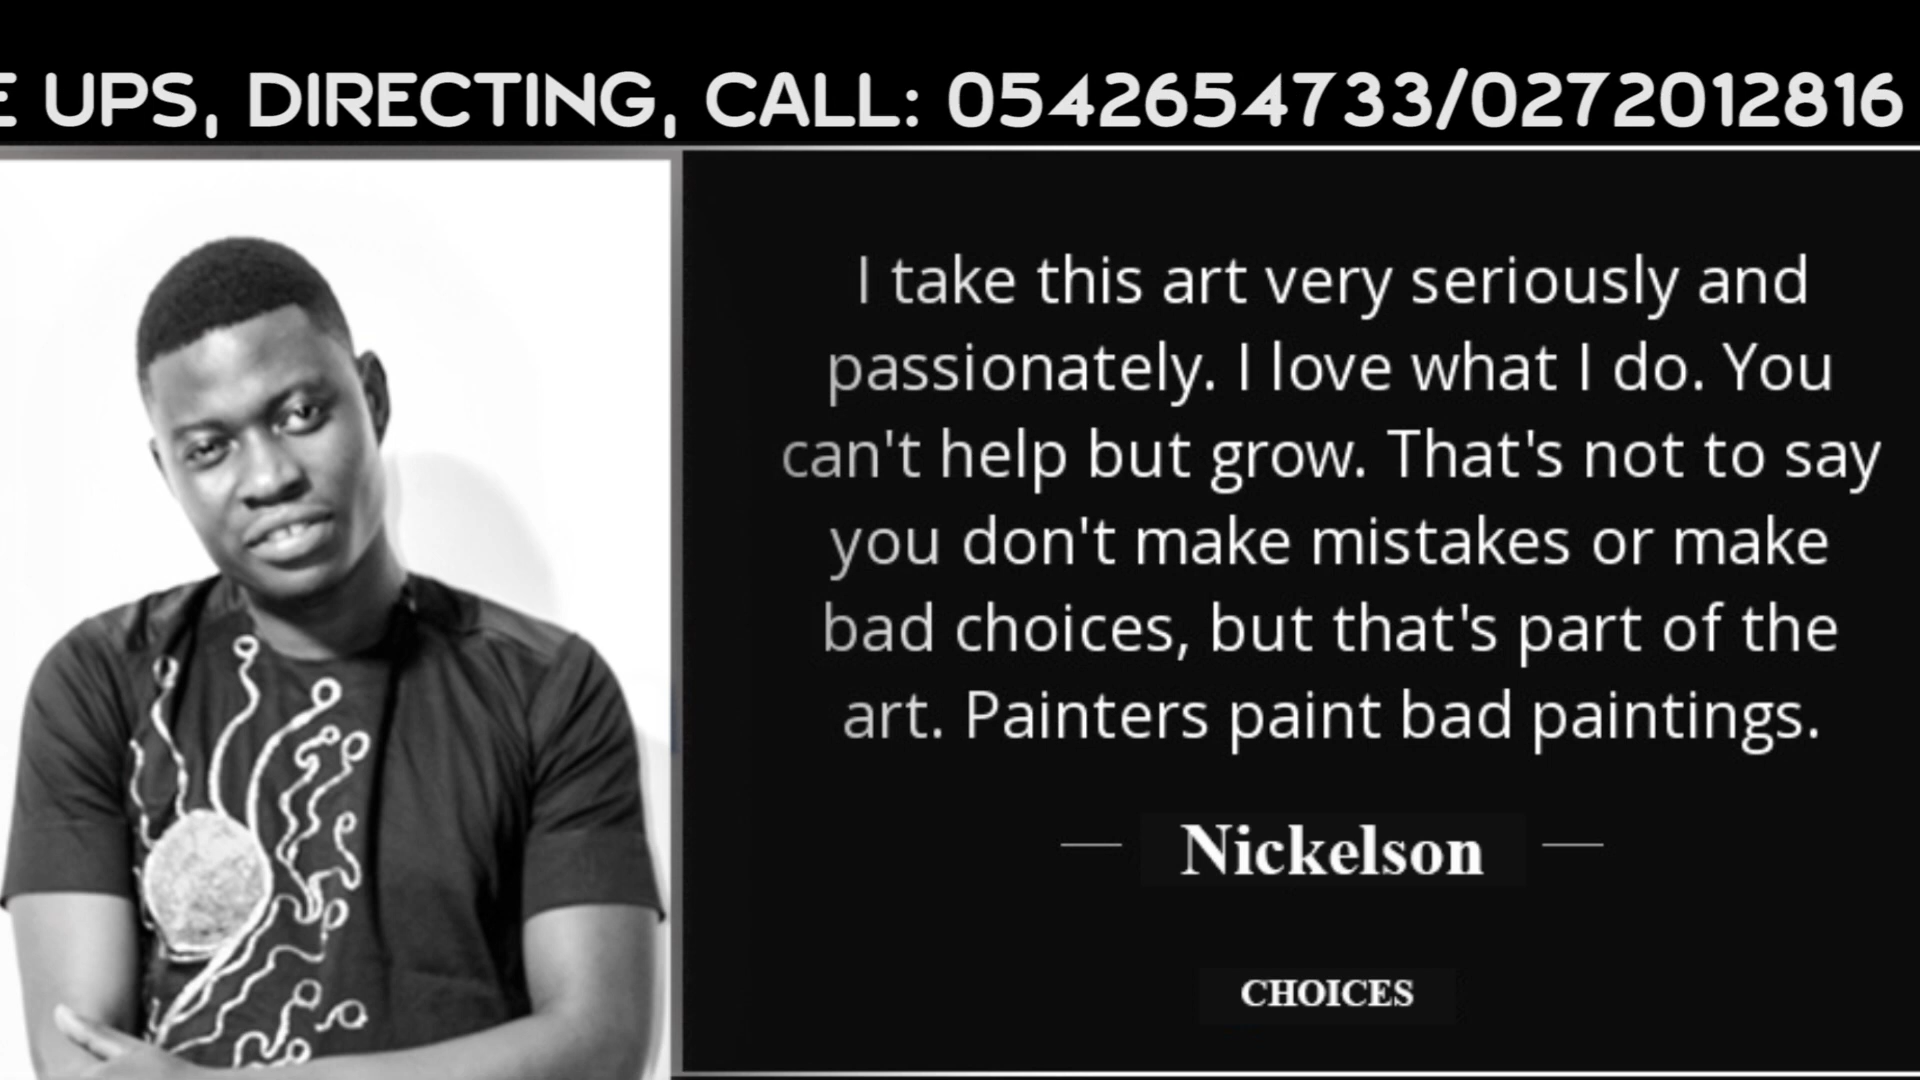 UPS, DIRECTING, CALL: 0542654733/0272012816
I take this art very seriously and
passionately. I love what I do. You
can't help but grow. That's not to say
you don't make mistakes or make
bad choices, but that's part of the
art. Painters paint bad paintings.
Nickelson
CHOICES